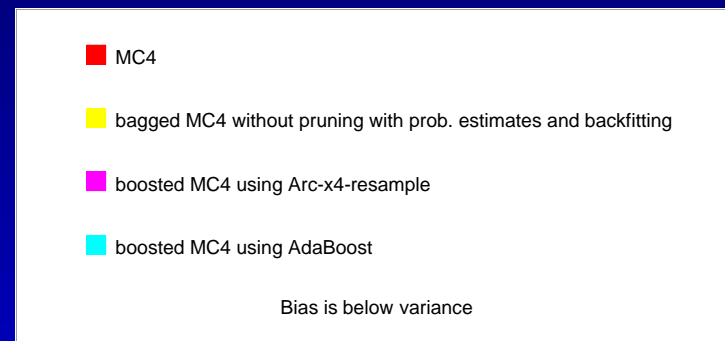 MC4
bagged MC4 without pruning with prob. estimates and backfitting
boosted MC4 using Arc-x4-resample
boosted MC4 using AdaBoost
Bias is below variance